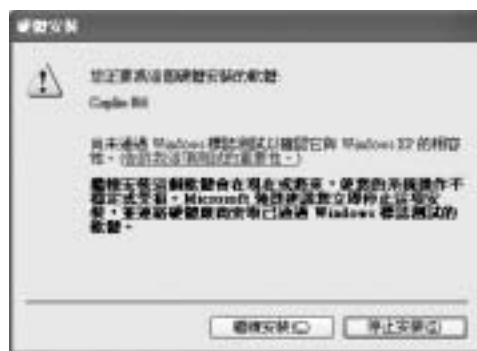 硬體安裝
您正要為這個硬體安裝的軟體:
尚未通過 Windows 標誌測試以確認它與 Windows XP 的相容
性。(告訴我這項測試的重要性。)
繼續安裝這個軟體會在現在或將來,使您的系統操作不
穩定或受損。Microsoft 強烈建議您立即停止這項安
裝,並連絡硬體廠商索取已通過 Windows 標誌測試的
軟體。
繼續安裝(C) 停止安裝(S)